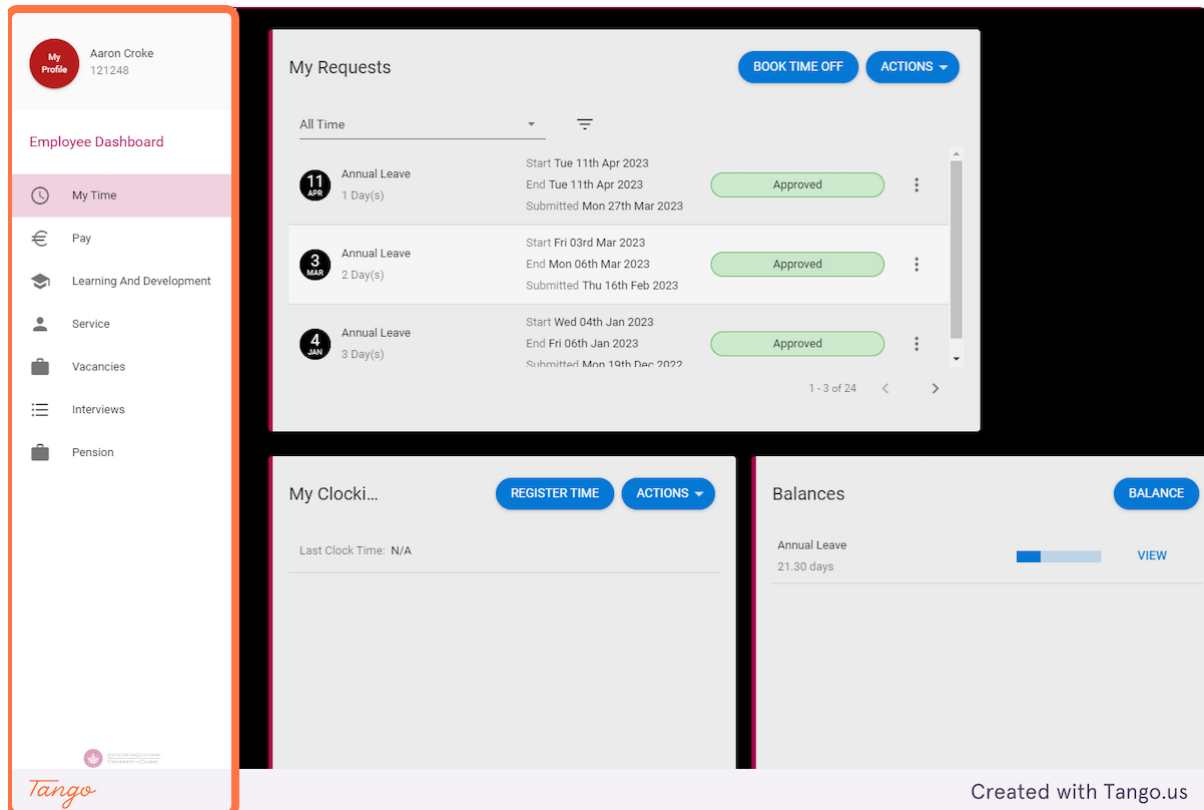 My
Profile
Aaron Croke
121248
Employee Dashboard
My Time
Pay
Learning And Development
Service
Vacancies
Interviews
Pension
My Requests
BOOK TIME OFF
ACTIONS
All Time
11
APR
Annual Leave
1 Day(s)
Start Tue 11th Apr 2023
End Tue 11th Apr 2023
Submitted Mon 27th Mar 2023
Approved
3
MAR
Annual Leave
2 Day(s)
Start Fri 03rd Mar 2023
End Mon 06th Mar 2023
Submitted Thu 16th Feb 2023
Approved
4
JAN
Annual Leave
3 Day(s)
Start Wed 04th Jan 2023
End Fri 06th Jan 2023
Submitted Mon 19th Dec 2022
Approved
1 - 3 of 24
My Clocki...
REGISTER TIME
ACTIONS
Last Clock Time: N/A
Balances
BALANCE
Annual Leave
21.30 days
VIEW
Tango
Created with Tango.us